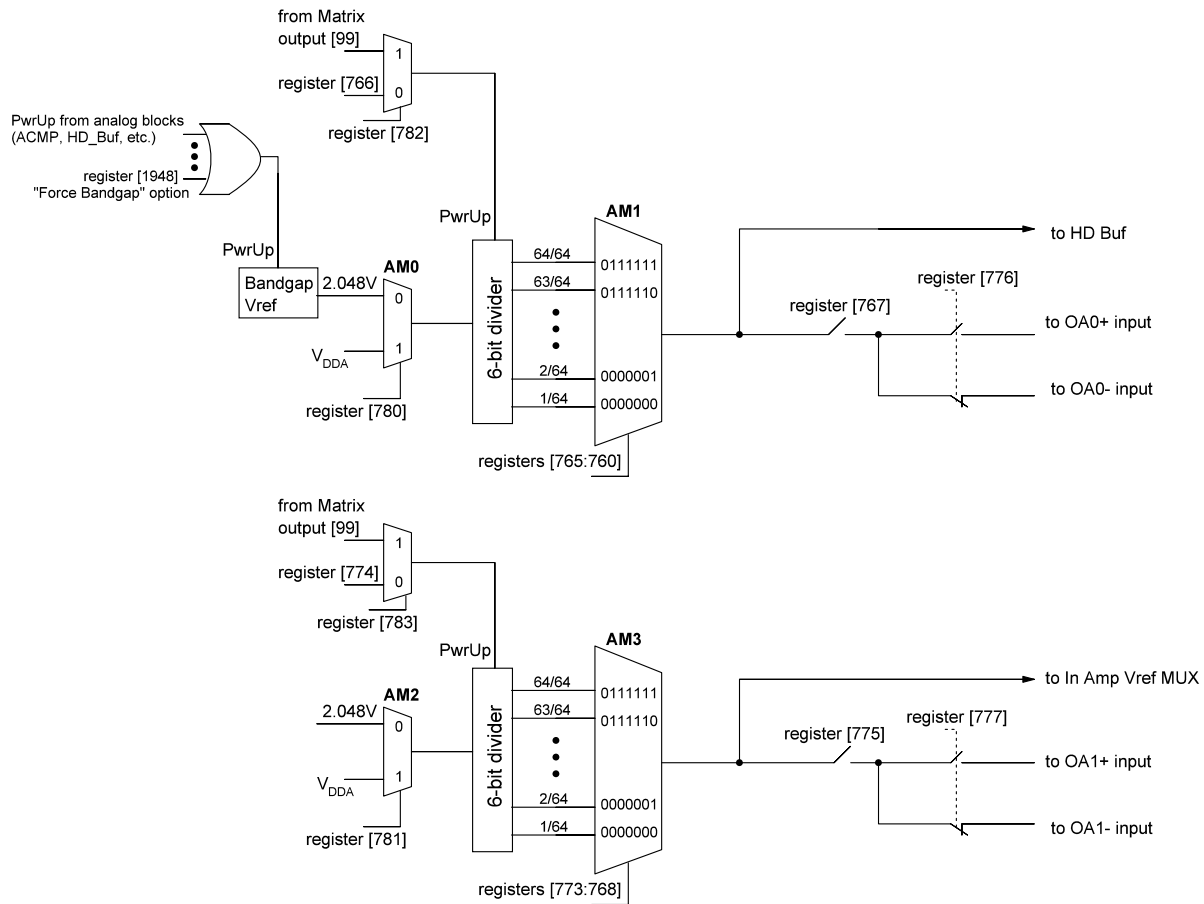 from Matrix
output [99]
1
register [766]
0
register [782]
PwrUp from analog blocks
(ACMP, HD_Buf, etc.)
register [1948]
"Force Bandgap" option
PwrUp
Bandgap
Vref
2.048V
AM0
0
1
VDDA
register [780]
PwrUp
6-bit divider
AM1
64/64
0111111
63/64
0111110
2/64
0000001
1/64
0000000
registers [765:760]
to HD Buf
register [767]
register [776]
to OA0+ input
to OA0- input
from Matrix
output [99]
1
register [774]
0
register [783]
PwrUp
AM2
2.048V
0
1
VDDA
register [781]
6-bit divider
AM3
64/64
0111111
63/64
0111110
2/64
0000001
1/64
0000000
registers [773:768]
to In Amp Vref MUX
register [775]
register [777]
to OA1+ input
to OA1- input